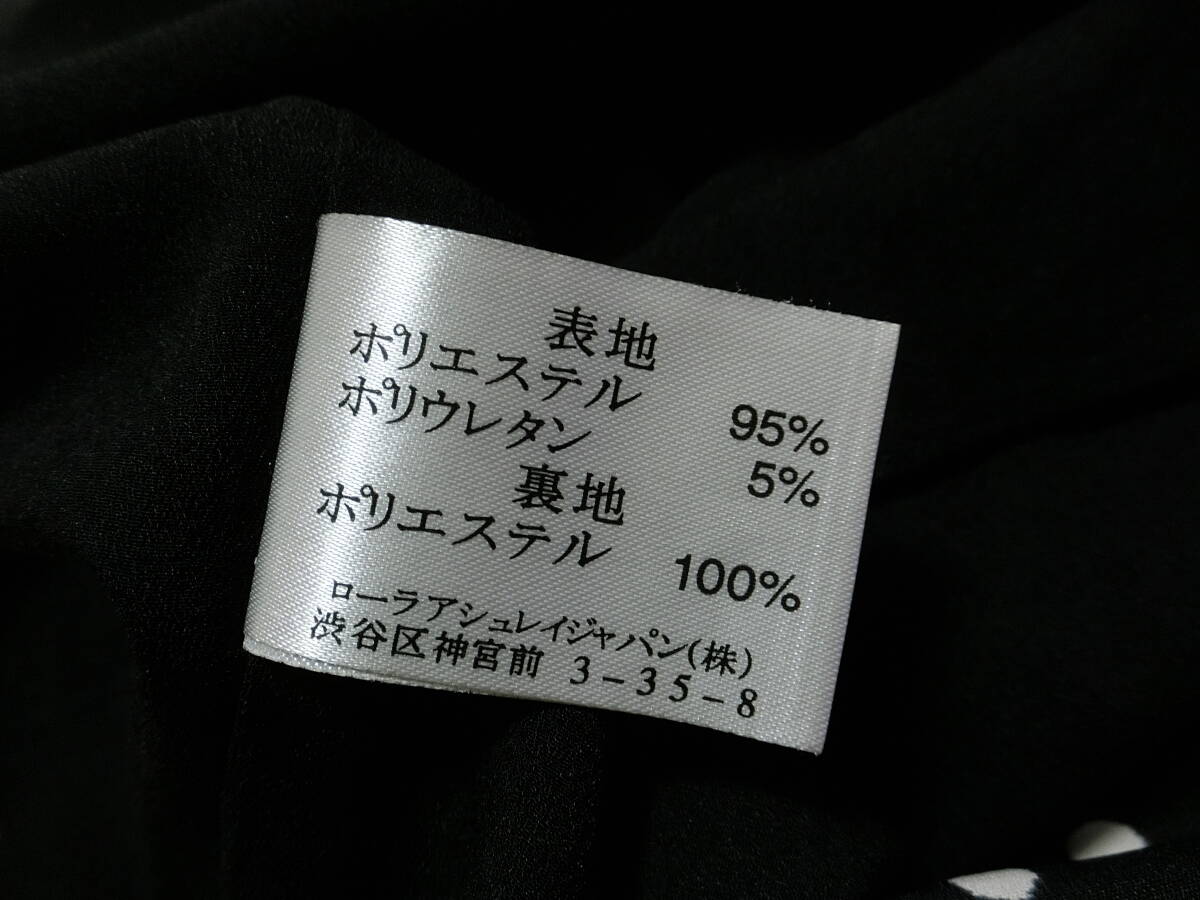 表地
ポリエステル 95%
ポリウレタン 5%
裏地
ポリエステル 100%
ローラアシュレイジャパン(株)
渋谷区神宮前 3-35-8